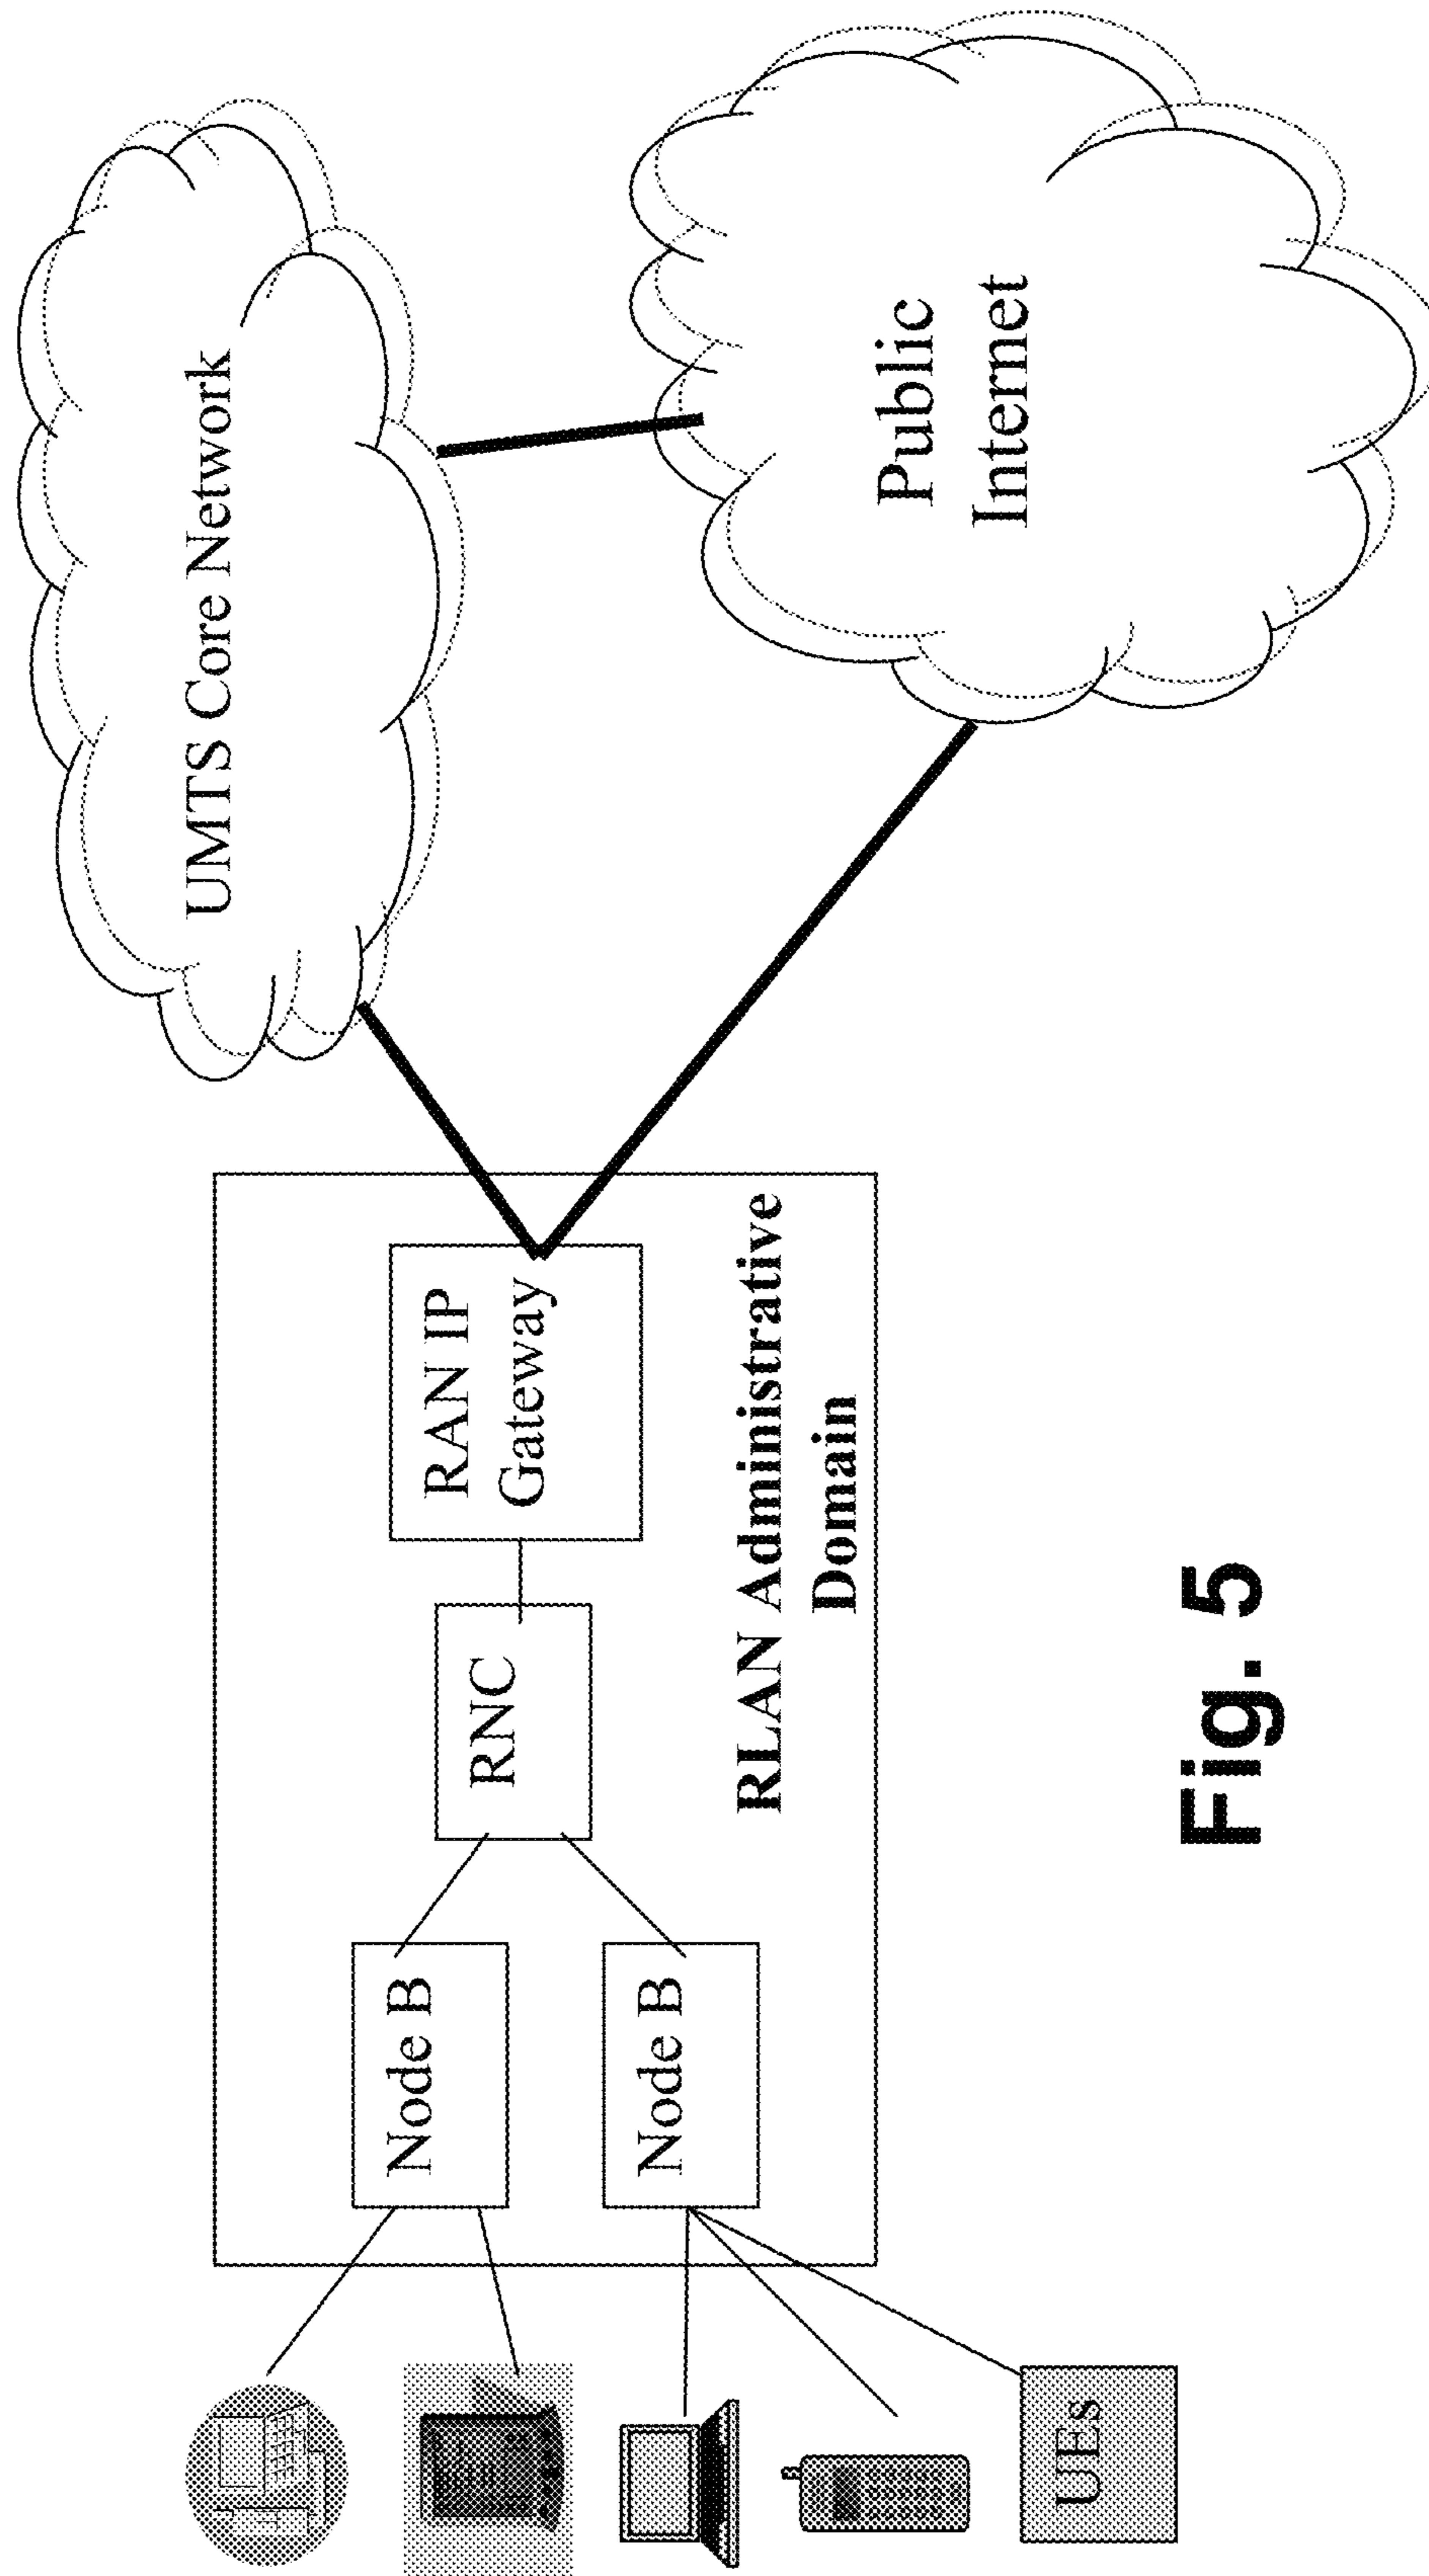 UMTS Core Network
Public
Internet
RAN IP
Gateway
RNC
Node B
Node B
RLAN Administrative
Domain
UEs
Fig. 5